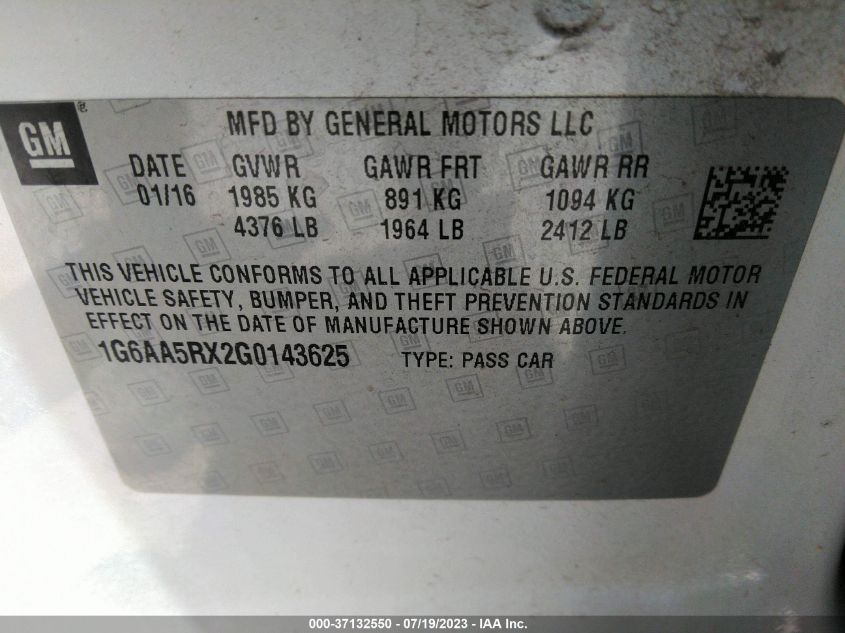 GM ®
MFD BY GENERAL MOTORS LLC
DATE GVWR GAWR FRT GAWR RR
01/16 1985 KG 891 KG 1094 KG
4376 LB 1964 LB 2412 LB
THIS VEHICLE CONFORMS TO ALL APPLICABLE U.S. FEDERAL MOTOR
VEHICLE SAFETY, BUMPER, AND THEFT PREVENTION STANDARDS IN
EFFECT ON THE DATE OF MANUFACTURE SHOWN ABOVE.
1G6AA5RX2G0143625 TYPE: PASS CAR
000-37132550 - 07/19/2023 - IAA Inc.